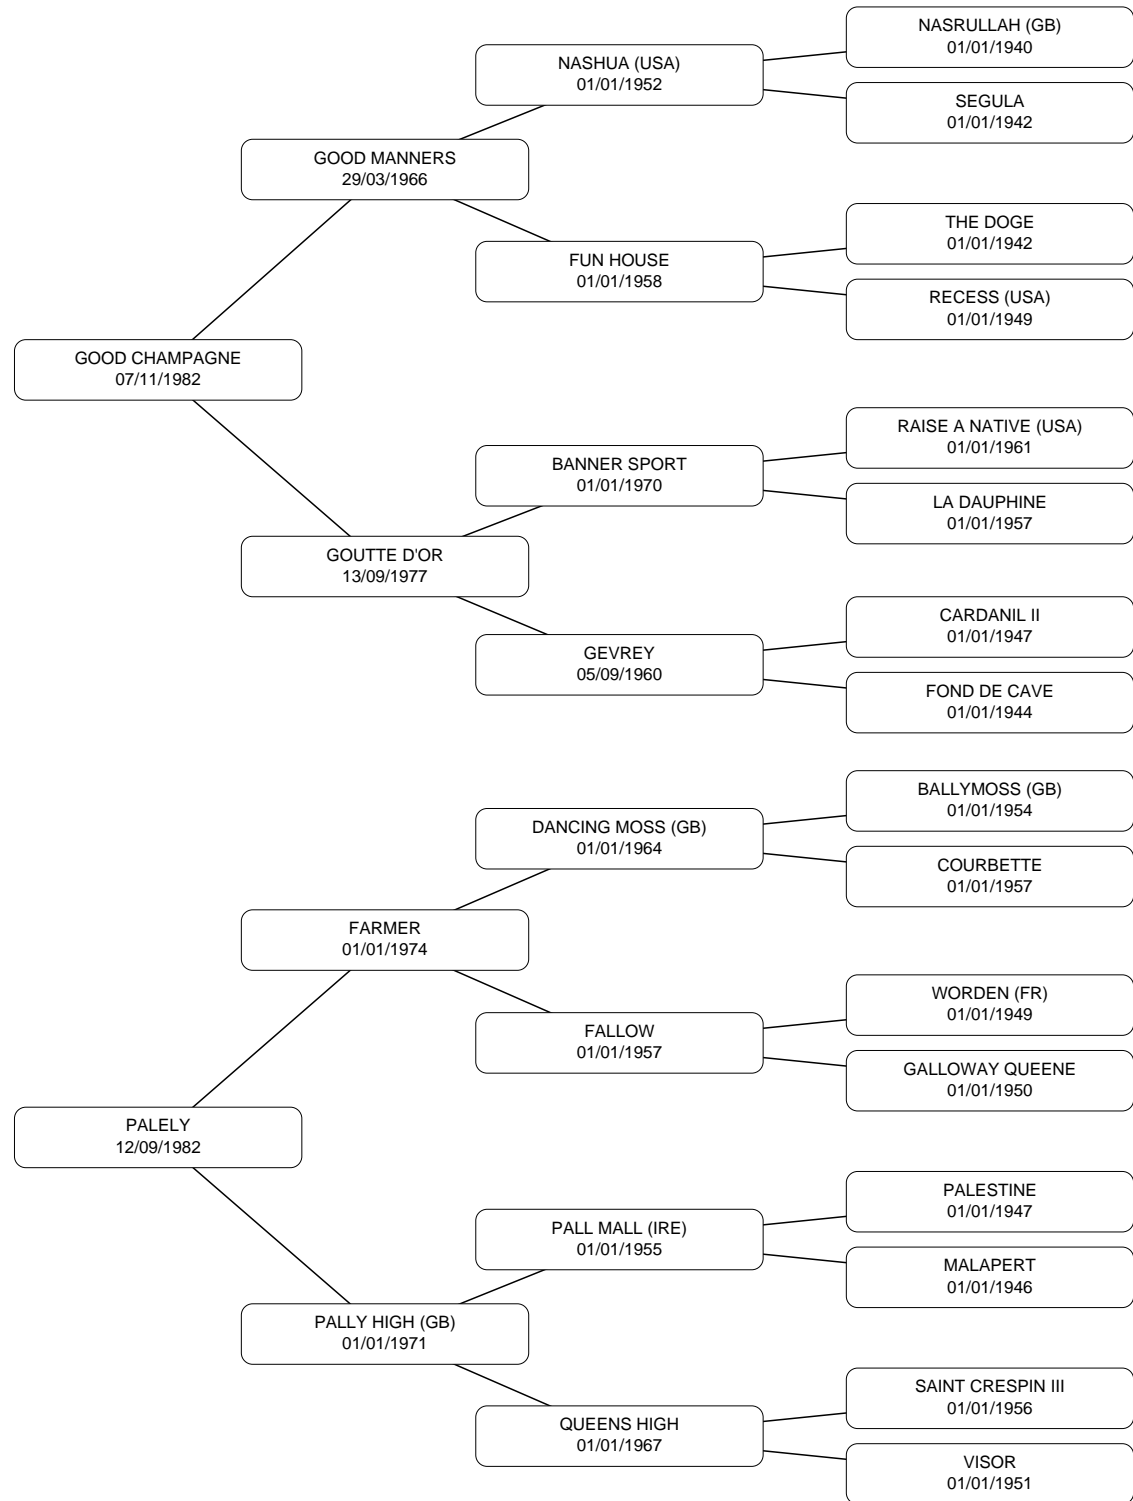 NASRULLAH (GB)
01/01/1940
NASHUA (USA)
01/01/1952
SEGULA
01/01/1942
GOOD MANNERS
29/03/1966
THE DOGE
01/01/1942
FUN HOUSE
01/01/1958
RECESS (USA)
01/01/1949
GOOD CHAMPAGNE
07/11/1982
RAISE A NATIVE (USA)
01/01/1961
BANNER SPORT
01/01/1970
LA DAUPHINE
01/01/1957
GOUTTE D'OR
13/09/1977
CARDANIL II
01/01/1947
GEVREY
05/09/1960
FOND DE CAVE
01/01/1944
BALLYMOSS (GB)
01/01/1954
DANCING MOSS (GB)
01/01/1964
COURBETTE
01/01/1957
FARMER
01/01/1974
WORDEN (FR)
01/01/1949
FALLOW
01/01/1957
GALLOWAY QUEENE
01/01/1950
PALELY
12/09/1982
PALESTINE
01/01/1947
PALL MALL (IRE)
01/01/1955
MALAPERT
01/01/1946
PALLY HIGH (GB)
01/01/1971
SAINT CRESPIN III
01/01/1956
QUEENS HIGH
01/01/1967
VISOR
01/01/1951